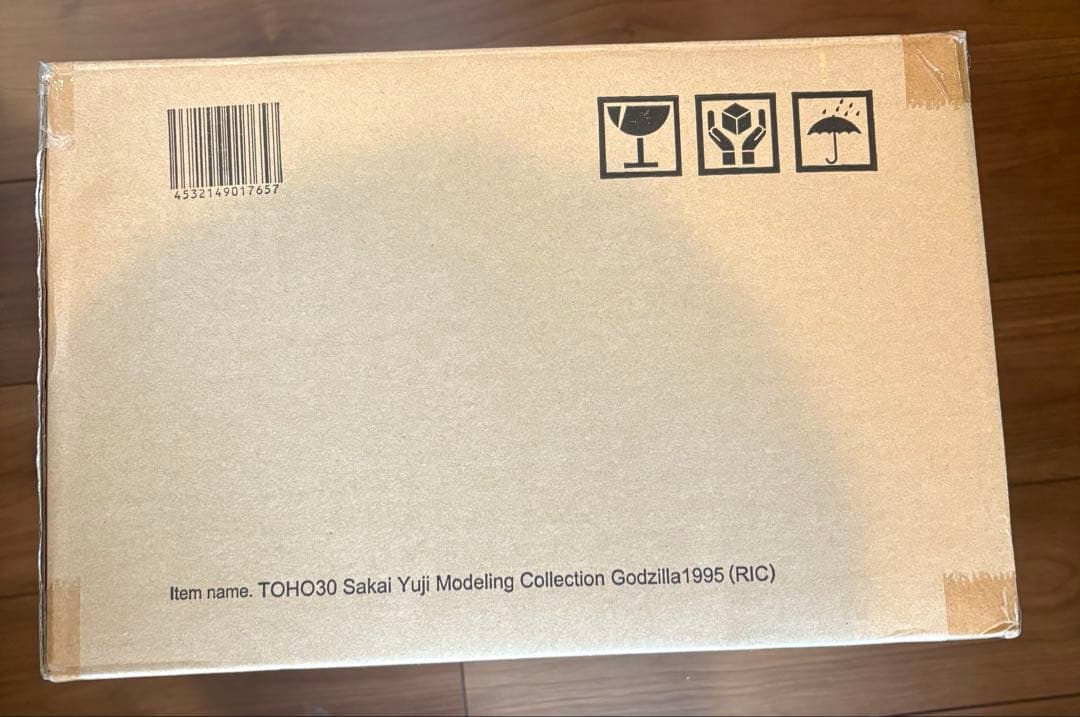 4532149017657
Item name. TOHO30 Sakai Yuji Modeling Collection Godzilla1995 (RIC)